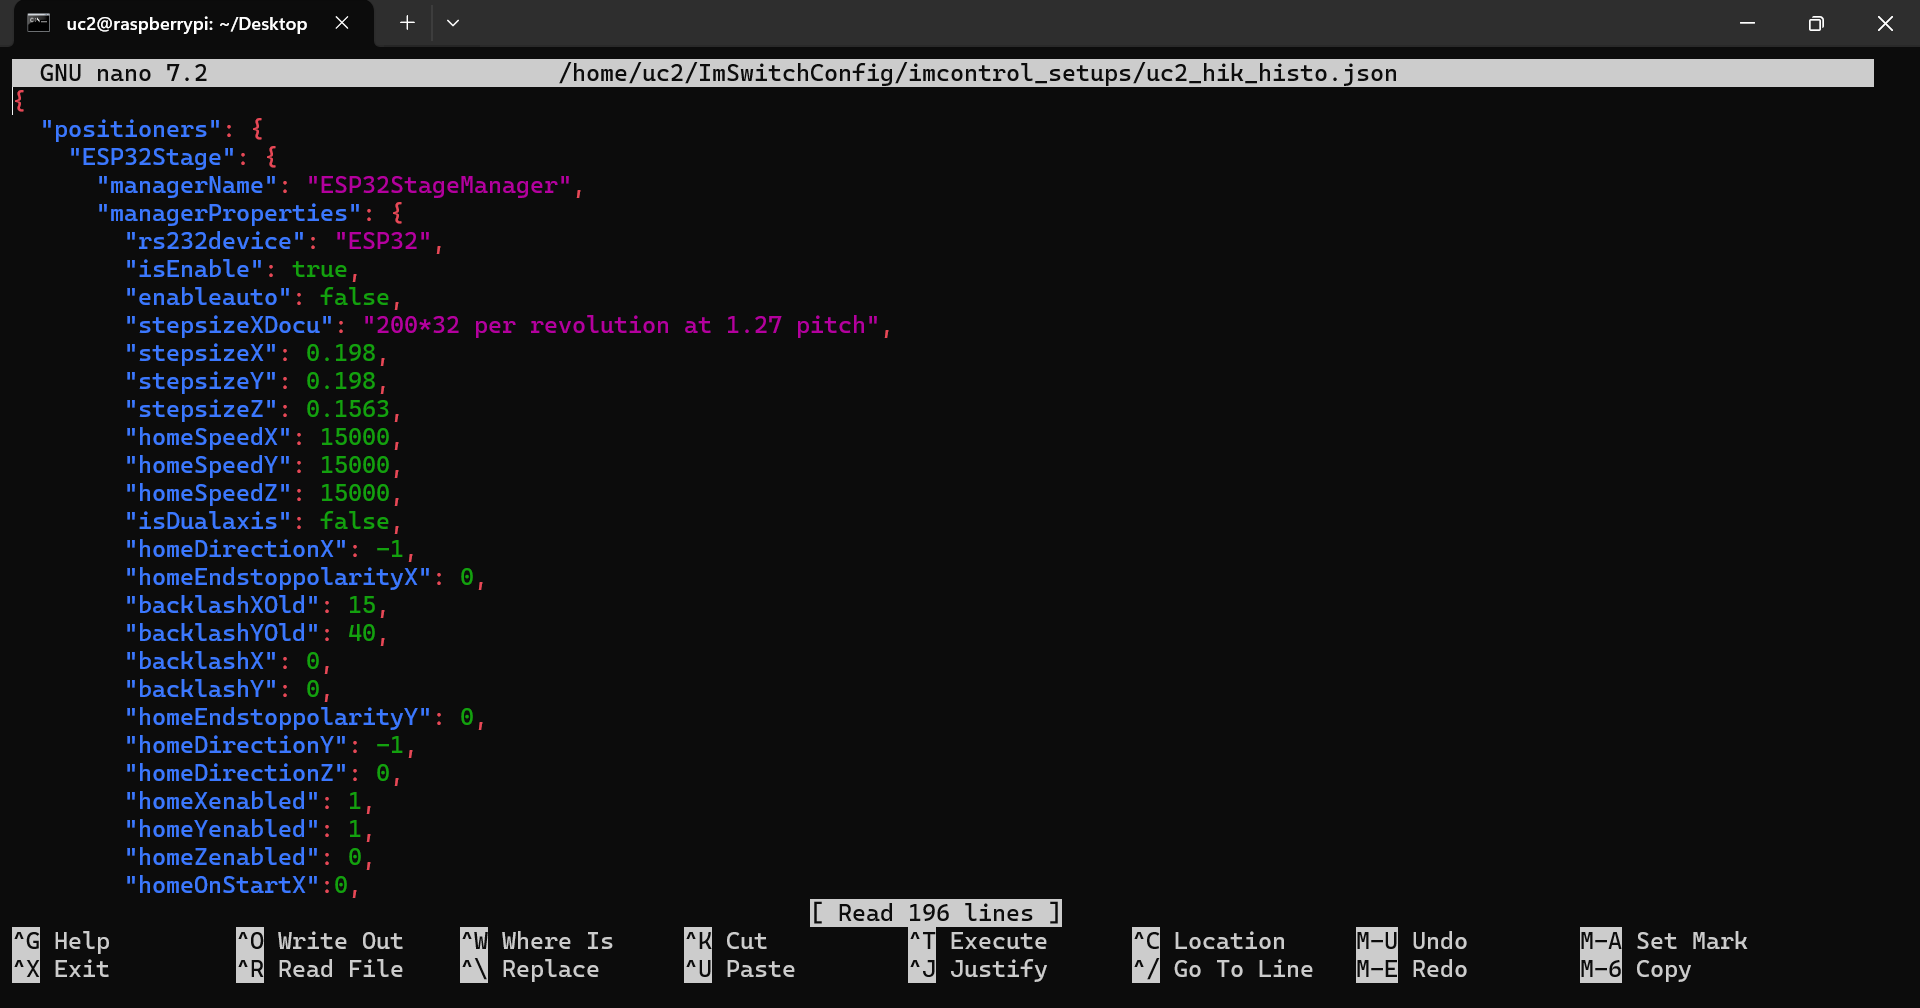 uc2@raspberrypi: ~/Desktop
GNU nano 7.2 /home/uc2/ImSwitchConfig/imcontrol_setups/uc2_hik_histo.json
{
  "positioners": {
    "ESP32Stage": {
      "managerName": "ESP32StageManager",
      "managerProperties": {
        "rs232device": "ESP32",
        "isEnable": true,
        "enableauto": false,
        "stepsizeXDocu": "200*32 per revolution at 1.27 pitch",
        "stepsizeX": 0.198,
        "stepsizeY": 0.198,
        "stepsizeZ": 0.1563,
        "homeSpeedX": 15000,
        "homeSpeedY": 15000,
        "homeSpeedZ": 15000,
        "isDualaxis": false,
        "homeDirectionX": -1,
        "homeEndstoppolarityX": 0,
        "backlashXOld": 15,
        "backlashYOld": 40,
        "backlashX": 0,
        "backlashY": 0,
        "homeEndstoppolarityY": 0,
        "homeDirectionY": -1,
        "homeDirectionZ": 0,
        "homeXenabled": 1,
        "homeYenabled": 1,
        "homeZenabled": 0,
        "homeOnStartX":0,
[ Read 196 lines ]
^G Help ^O Write Out ^W Where Is ^K Cut ^T Execute ^C Location M-U Undo M-A Set Mark
^X Exit ^R Read File ^\ Replace ^U Paste ^J Justify ^/ Go To Line M-E Redo M-6 Copy